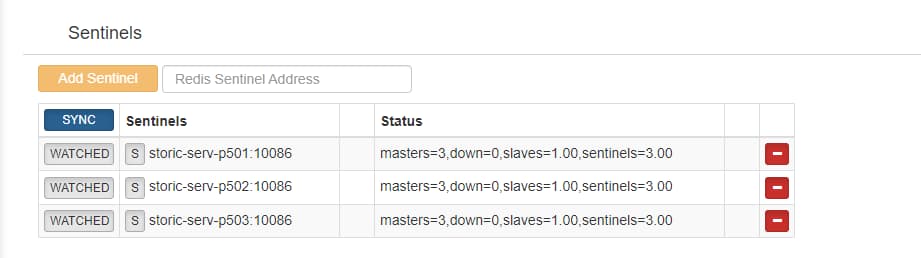 Sentinels
Add Sentinel Redis Sentinel Address
SYNC Sentinels Status
WATCHED S storic-serv-p501:10086 masters=3,down=0,slaves=1.00,sentinels=3.00
WATCHED S storic-serv-p502:10086 masters=3,down=0,slaves=1.00,sentinels=3.00
WATCHED S storic-serv-p503:10086 masters=3,down=0,slaves=1.00,sentinels=3.00